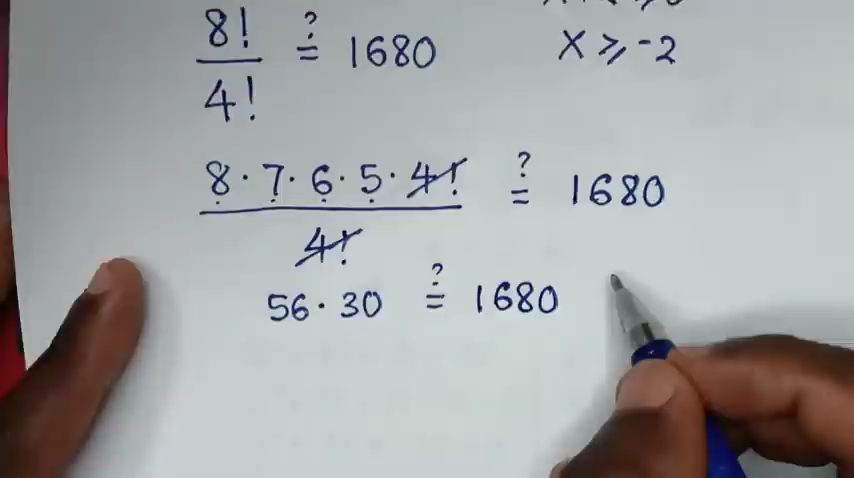 8!/4! ≟ 1680
x ≥ -2
8·7·6·5·4!/4! ≟ 1680
56·30 ≟ 1680